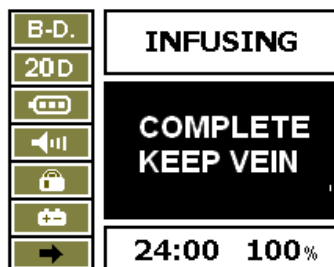 B-D.
20D
INFUSING
COMPLETE
KEEP VEIN
24:00 100%